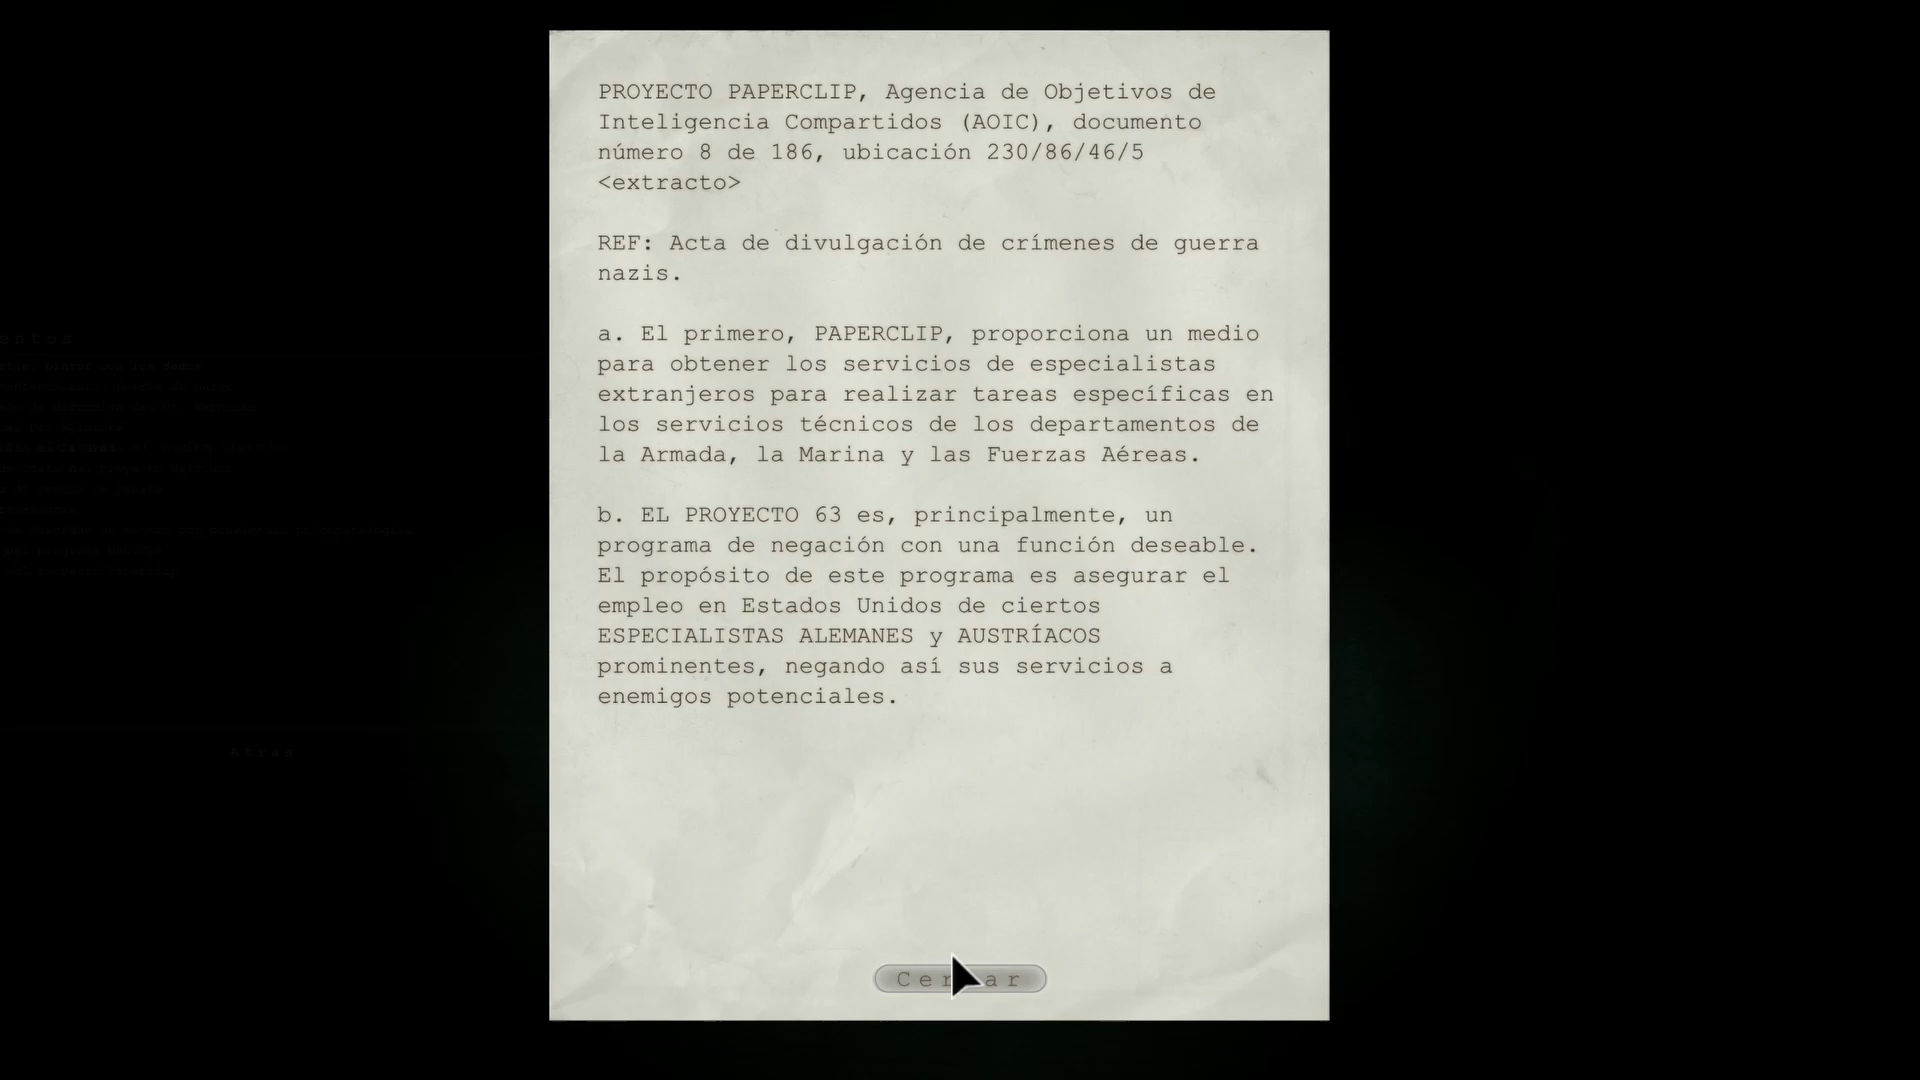 PROYECTO PAPERCLIP, Agencia de Objetivos de
Inteligencia Compartidos (AOIC), documento
número 8 de 186, ubicación 230/86/46/5
<extracto>
REF: Acta de divulgación de crímenes de guerra
nazis.
a. El primero, PAPERCLIP, proporciona un medio
para obtener los servicios de especialistas
extranjeros para realizar tareas específicas en
los servicios técnicos de los departamentos de
la Armada, la Marina y las Fuerzas Aéreas.
b. EL PROYECTO 63 es, principalmente, un
programa de negación con una función deseable.
El propósito de este programa es asegurar el
empleo en Estados Unidos de ciertos
ESPECIALISTAS ALEMANES y AUSTRÍACOS
prominentes, negando así sus servicios a
enemigos potenciales.
Atrás
Cerrar